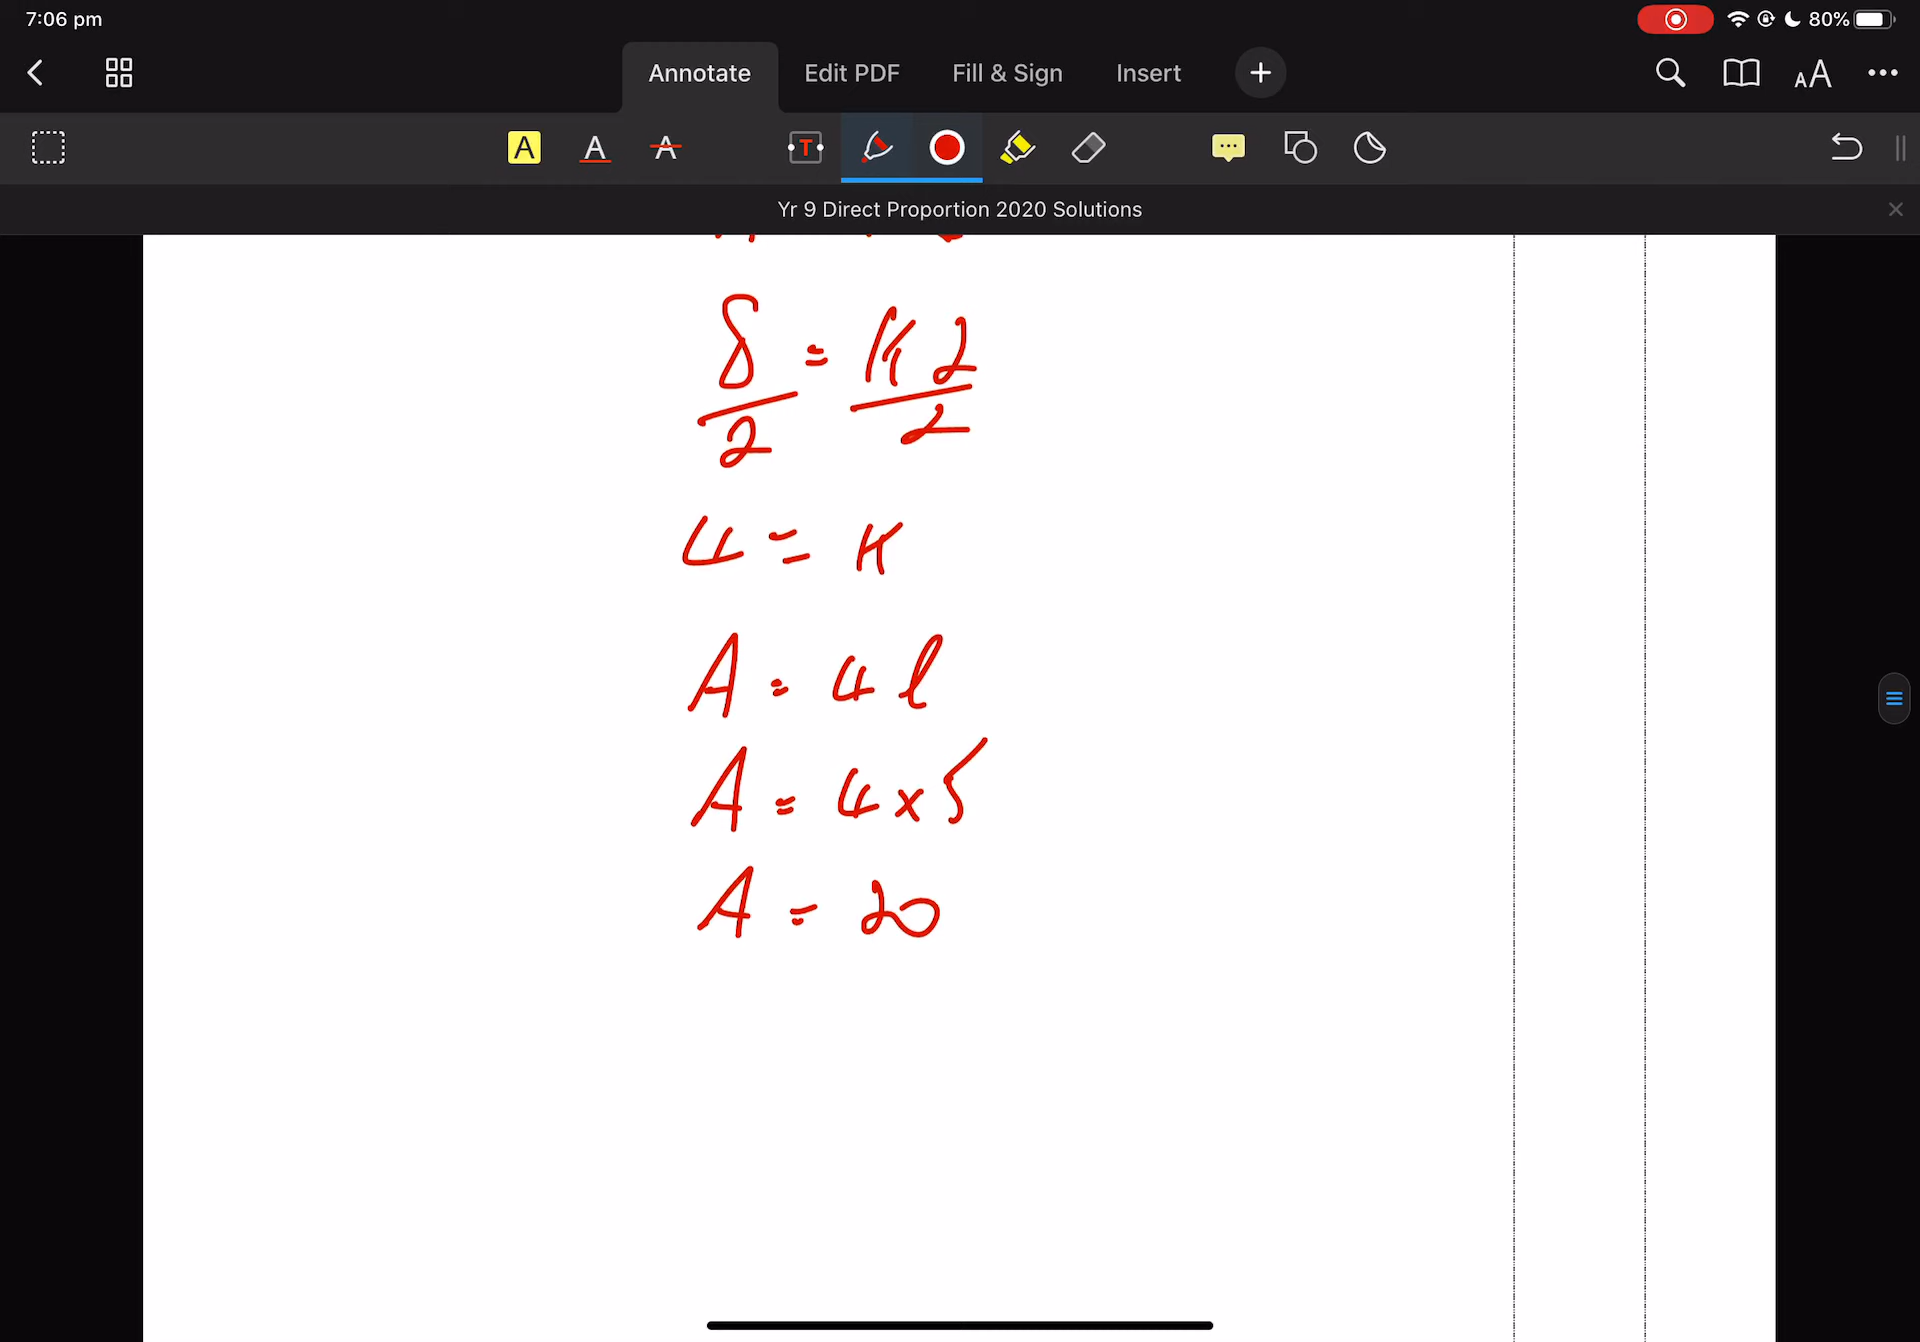 7:06 pm
80%
Annotate Edit PDF Fill & Sign Insert
AA
A A A T
Yr 9 Direct Proportion 2020 Solutions
8/2 = K2/2
4 = K
A = 4l
A = 4x5
A = 20